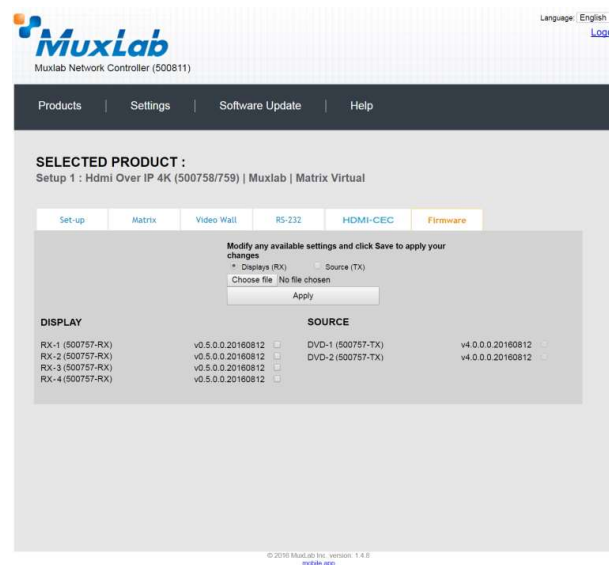 Language: English
MuxLab
Muxlab Network Controller (500811)
Products | Settings | Software Update | Help
SELECTED PRODUCT :
Setup 1 : Hdmi Over IP 4K (500758/759) | Muxlab | Matrix Virtual
Set-up Matrix Video Wall RS-232 HDMI-CEC Firmware
Modify any available settings and click Save to apply your
changes
Displays (RX) Source (TX)
Choose file No file chosen
Apply
DISPLAY SOURCE
RX-1 (500757-RX) v0.5.0.0.20160812 DVD-1 (500757-TX) v4.0.0.0.20160812
RX-2 (500757-RX) v0.5.0.0.20160812 DVD-2 (500757-TX) v4.0.0.0.20160812
RX-3 (500757-RX) v0.5.0.0.20160812
RX-4 (500757-RX) v0.5.0.0.20160812
© 2016 MuxLab Inc. version:
mobile app